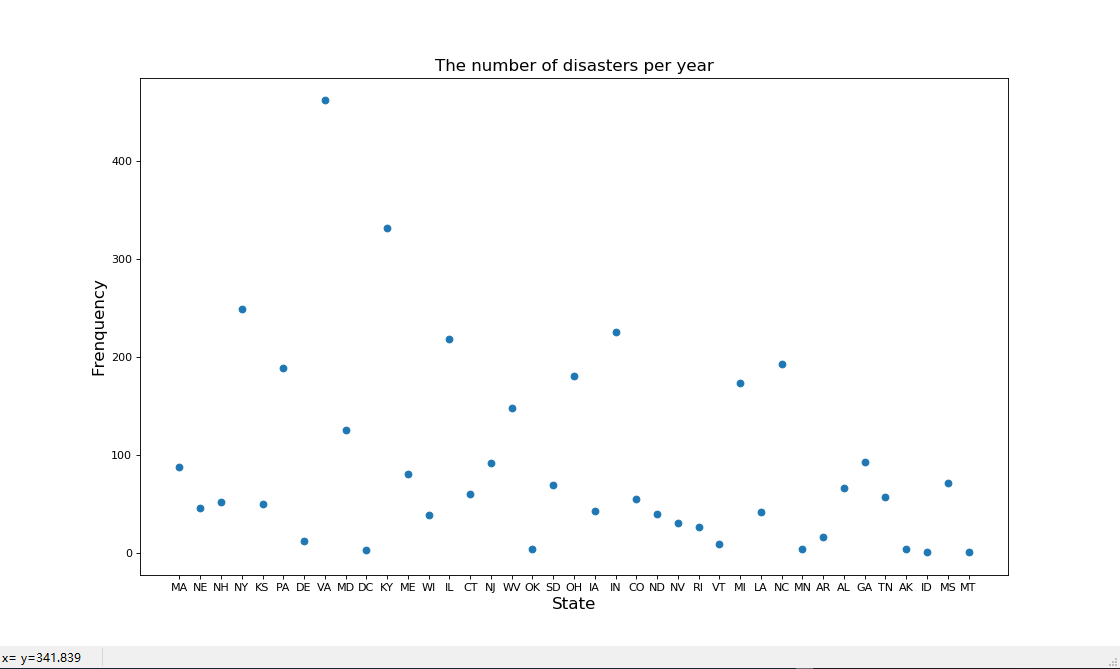 The number of disasters per year
Frenquency
400
300
200
100
0
MA NE NH NY KS PA DE VA MD DC KY ME WI IL CT NJ WV OK SD OH IA IN CO ND NV RI VT MI LA NC MN AR AL GA TN AK ID MS MT
State
x= y=341.839